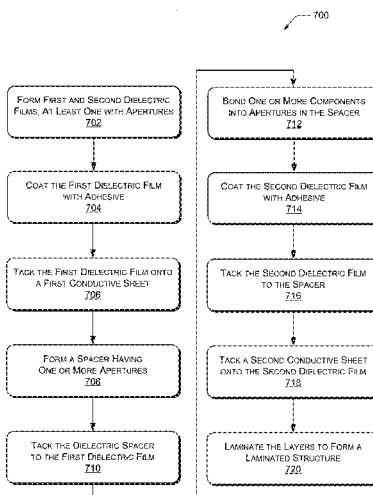 700
FORM FIRST AND SECOND DIELECTRIC
FILMS, AT LEAST ONE WITH APERTURES
702
COAT THE FIRST DIELECTRIC FILM
WITH ADHESIVE
704
TACK THE FIRST DIELECTRIC FILM ONTO
A FIRST CONDUCTIVE SHEET
706
FORM A SPACER HAVING
ONE OR MORE APERTURES
708
TACK THE DIELECTRIC SPACER
TO THE FIRST DIELECTRIC FILM
710
BOND ONE OR MORE COMPONENTS
INTO APERTURES IN THE SPACER
712
COAT THE SECOND DIELECTRIC FILM
WITH ADHESIVE
714
TACK THE SECOND DIELECTRIC FILM
TO THE SPACER
716
TACK A SECOND CONDUCTIVE SHEET
ONTO THE SECOND DIELECTRIC FILM
718
LAMINATE THE LAYERS TO FORM A
LAMINATED STRUCTURE
720